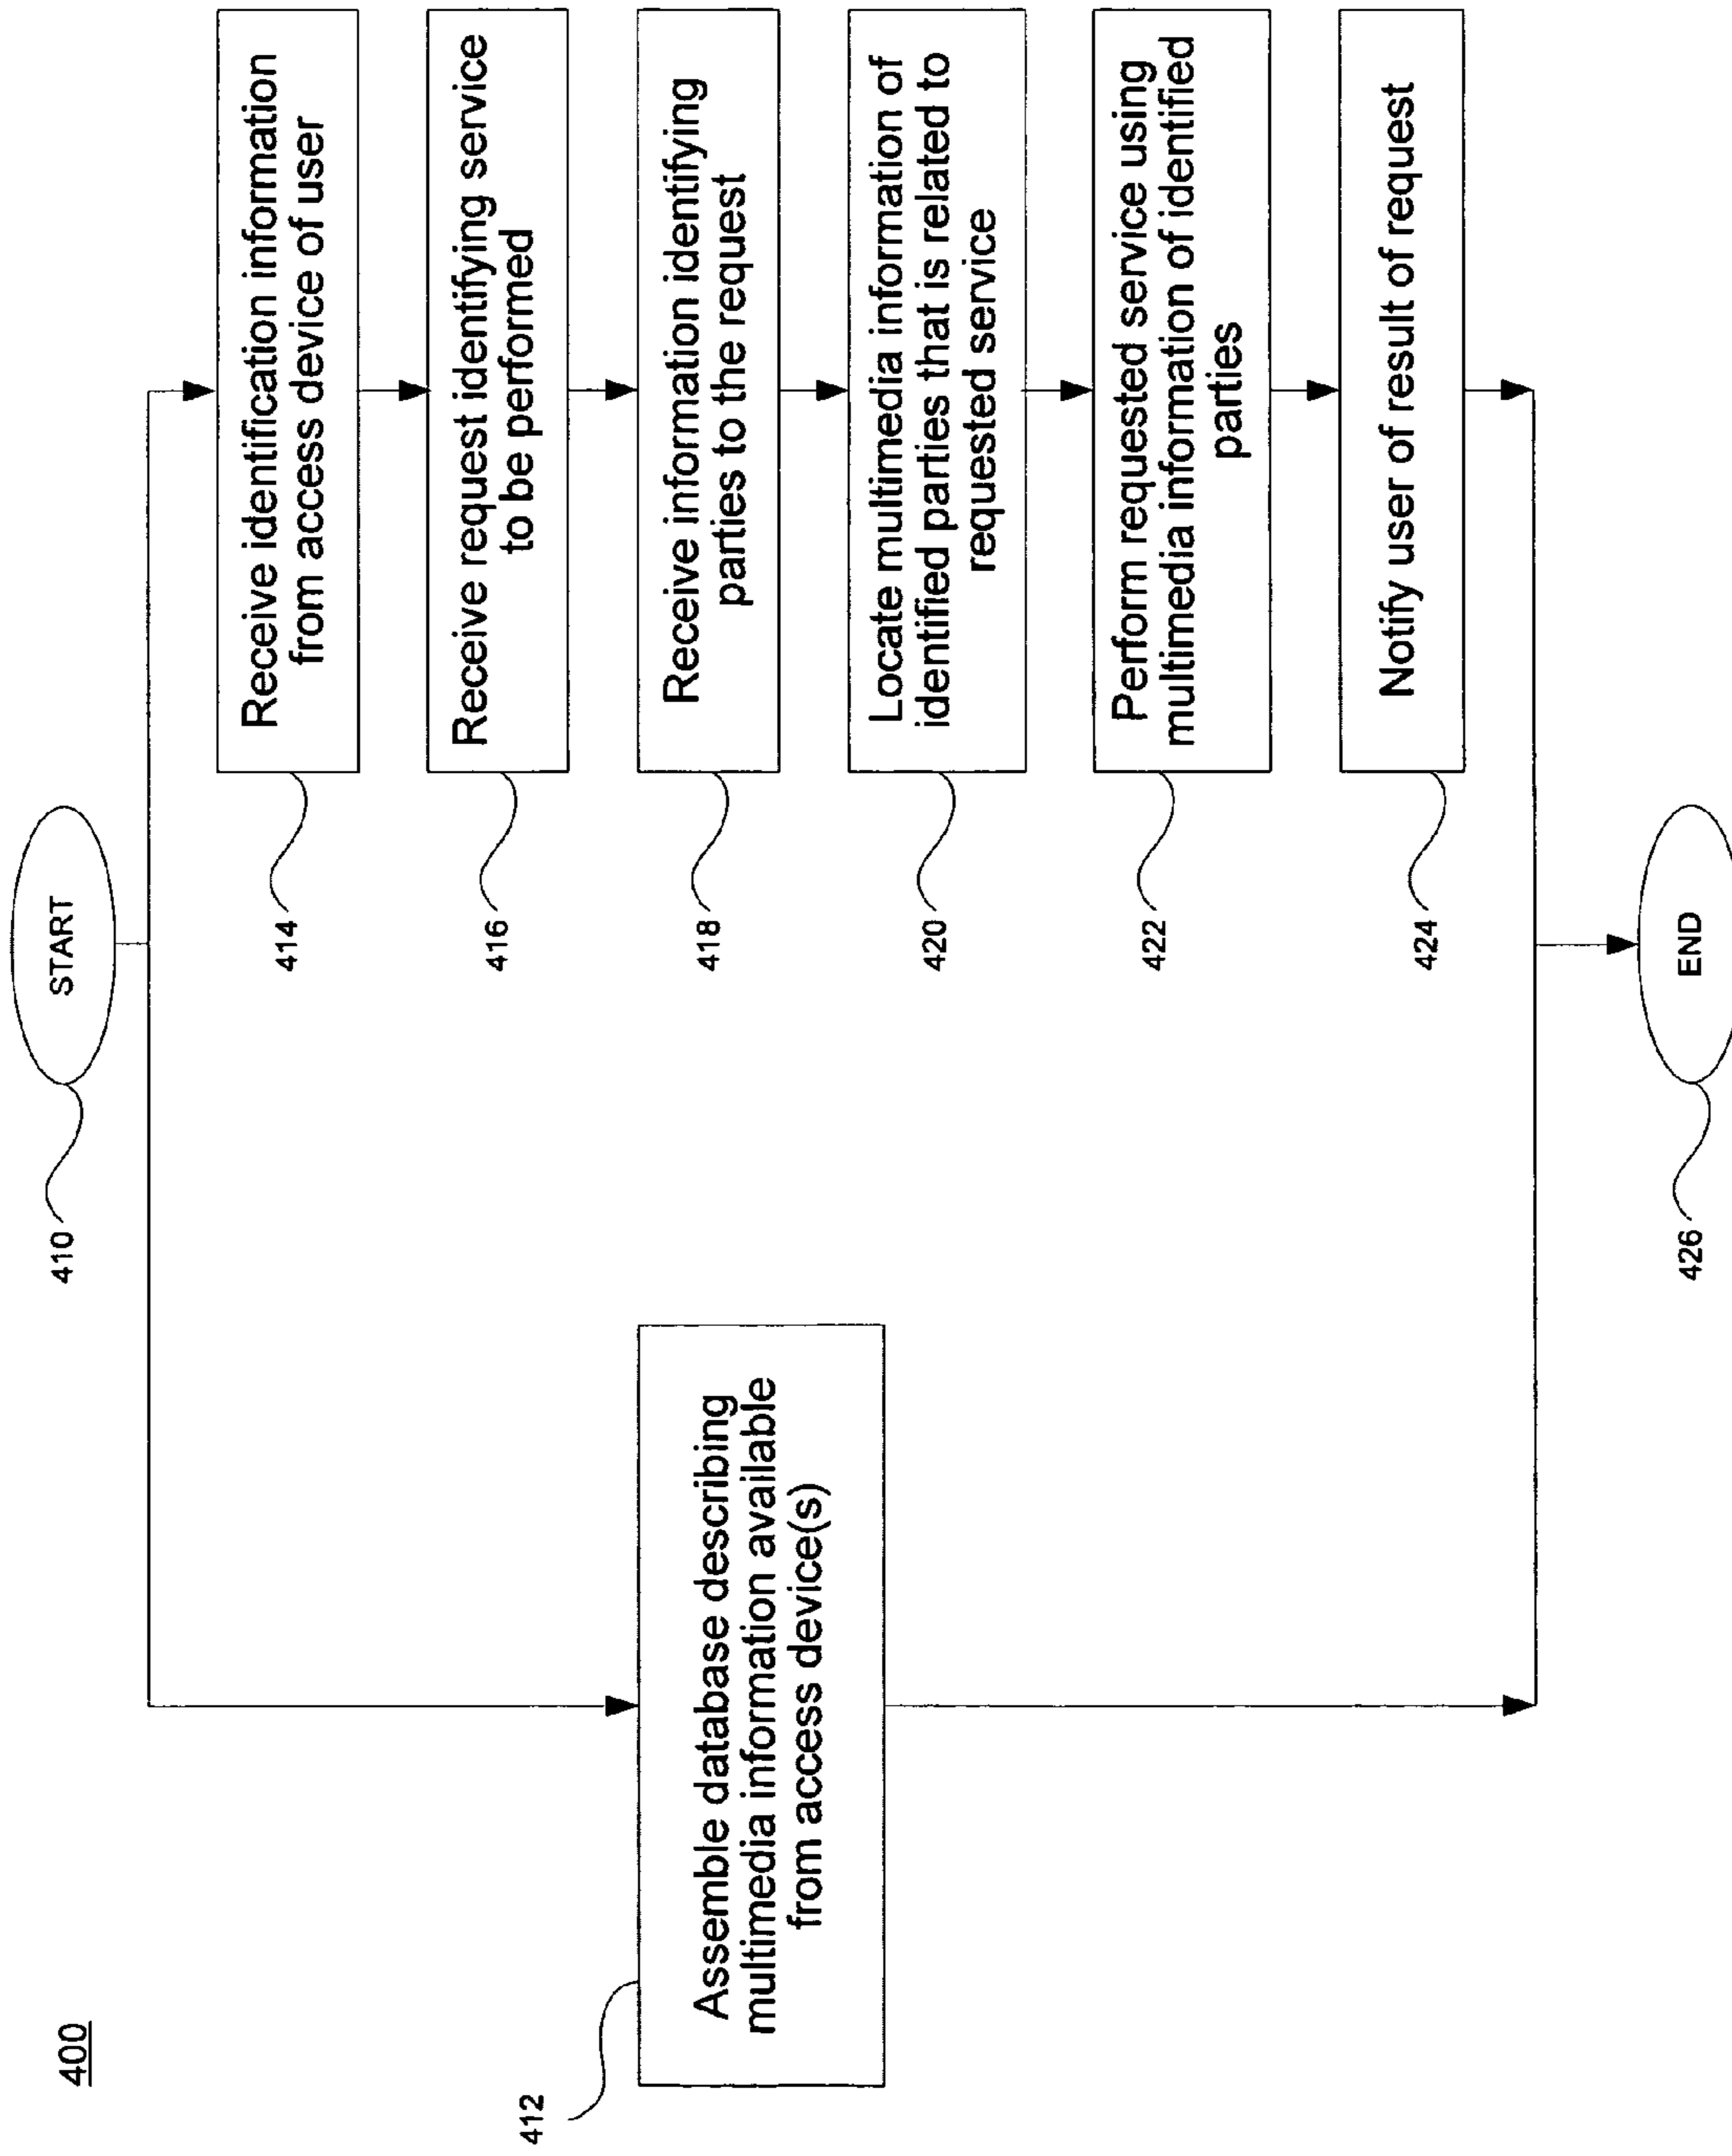 400
START
410
Assemble database describing
multimedia information available
from access device(s)
412
Receive identification information
from access device of user
414
Receive request identifying service
to be performed
416
Receive information identifying
parties to the request
418
Locate multimedia information of
identified parties that is related to
requested service
420
Perform requested service using
multimedia information of identified
parties
422
Notify user of result of request
424
END
426